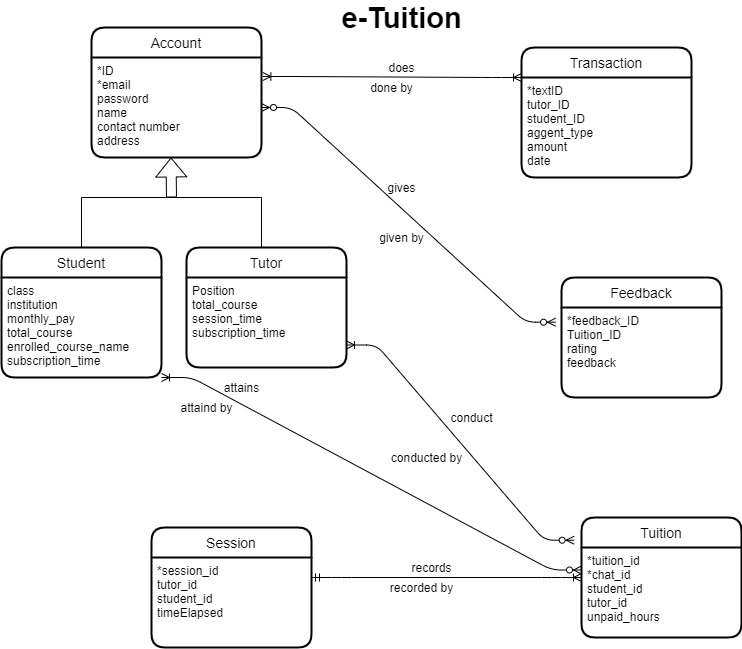 e-Tuition
Account
*ID
*email
password
name
contact number
address
does
done by
Transaction
*textID
tutor_ID
student_ID
aggent_type
amount
date
gives
given by
Student
class
institution
monthly_pay
total_course
enrolled_course_name
subscription_time
Tutor
Position
total_course
session_time
subscription_time
Feedback
*feedback_ID
Tuition_ID
rating
feedback
attains
attaind by
conduct
conducted by
Session
*session_id
tutor_id
student_id
timeElapsed
records
recorded by
Tuition
*tuition_id
*chat_id
student_id
tutor_id
unpaid_hours